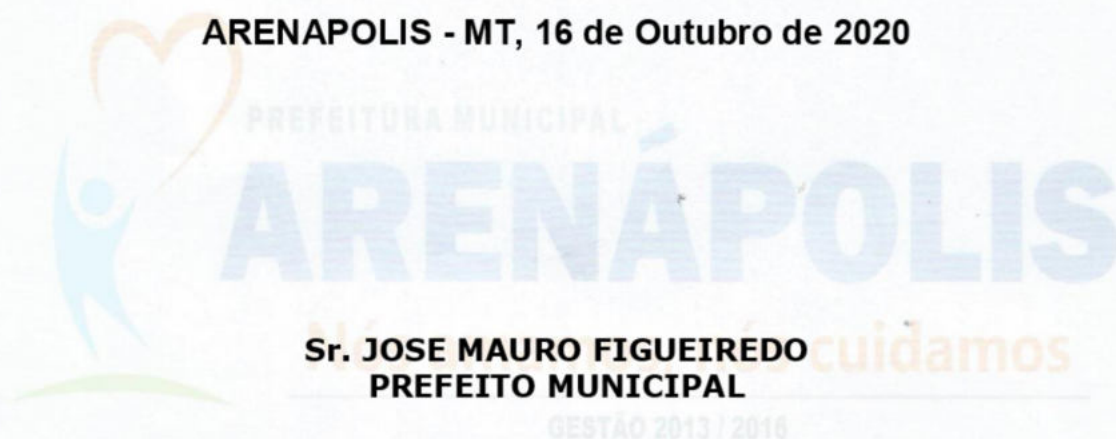 ARENAPOLIS - MT, 16 de Outubro de 2020
PREFEITURA MUNICIPAL
ARENÁPOLIS
Sr. JOSE MAURO FIGUEIREDO
cuidamos
PREFEITO MUNICIPAL
GESTÃO 2013 / 2016